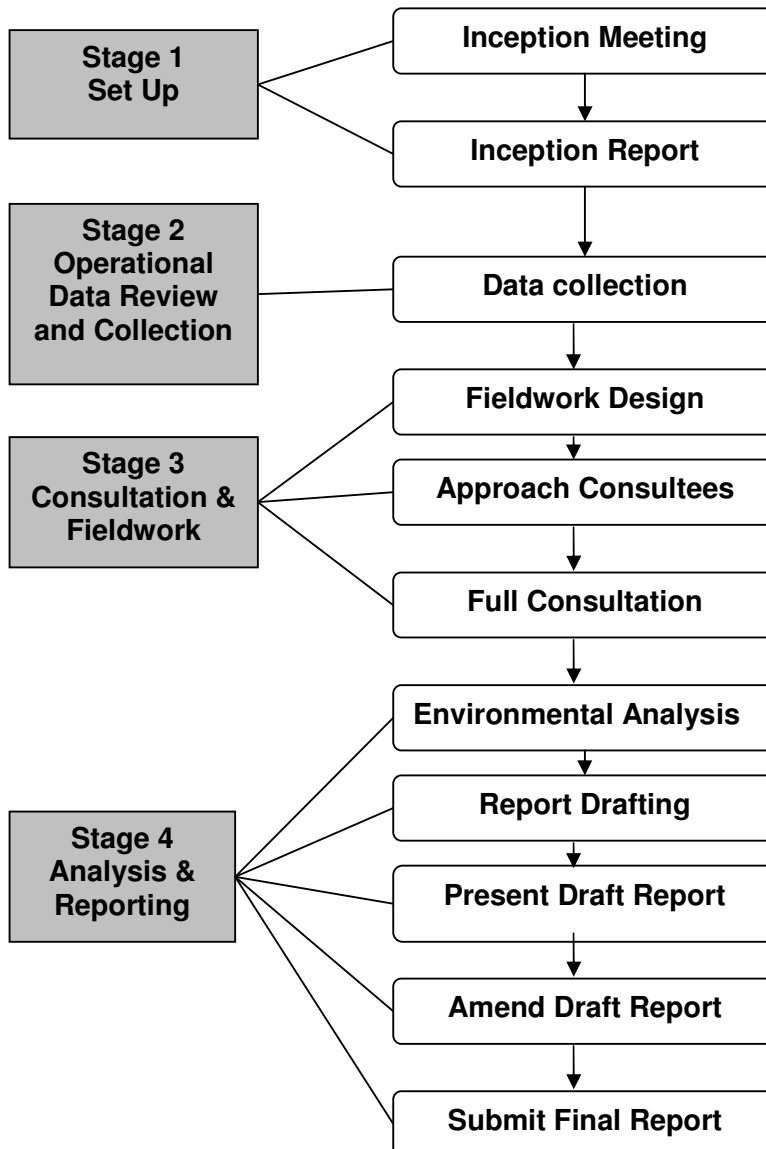 Stage 1
Set Up
Inception Meeting
Inception Report
Stage 2
Operational
Data Review
and Collection
Data collection
Stage 3
Consultation &
Fieldwork
Fieldwork Design
Approach Consultees
Full Consultation
Stage 4
Analysis &
Reporting
Environmental Analysis
Report Drafting
Present Draft Report
Amend Draft Report
Submit Final Report